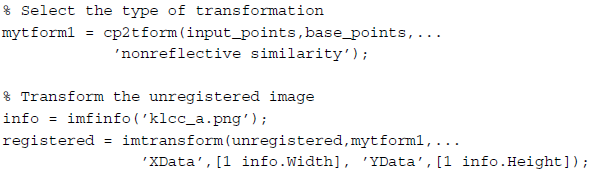 % Select the type of transformation
mytform1 = cp2tform(input_points,base_points,...
’nonreflective similarity’);
% Transform the unregistered image
info = imfinfo(’klcc_a.png’);
registered = imtransform(unregistered,mytform1,...
’XData’,[1 info.Width], ’YData’,[1 info.Height]);